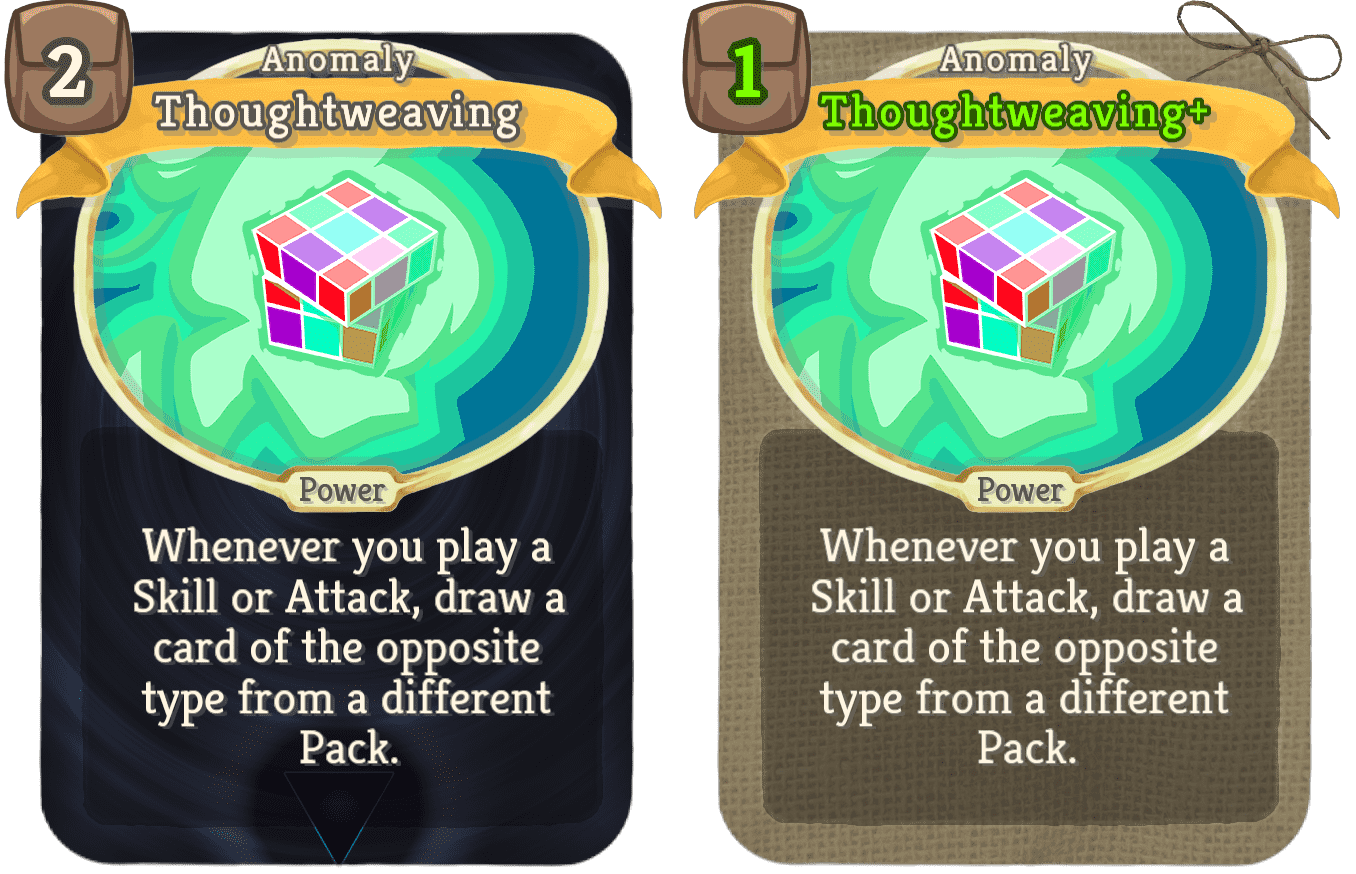 2
Anomaly
Thoughtweaving
Power
Whenever you play a
Skill or Attack, draw a
card of the opposite
type from a different
Pack.
1
Anomaly
Thoughtweaving+
Power
Whenever you play a
Skill or Attack, draw a
card of the opposite
type from a different
Pack.